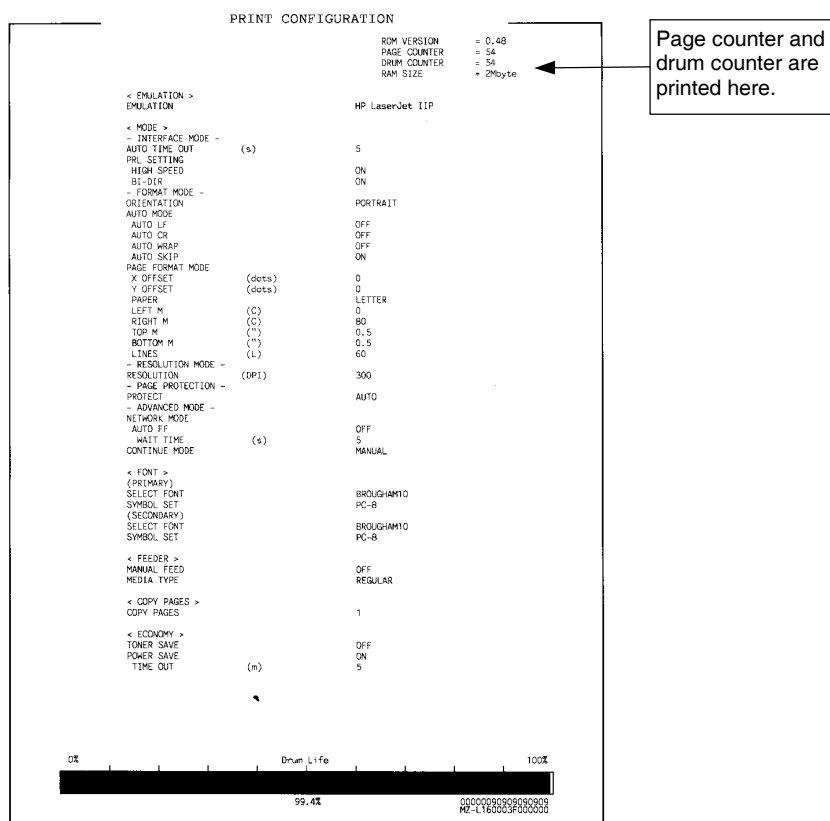 PRINT CONFIGURATION
ROM VERSION = 0.48
PAGE COUNTER = 54
DRUM COUNTER = 54
RAM SIZE = 2Mbyte
Page counter and
drum counter are
printed here.
< EMULATION >
EMULATION HP LaserJet IIP
< MODE >
- INTERFACE MODE -
AUTO TIME OUT (s) 5
PRL SETTING
HIGH SPEED ON
BI-DIR ON
- FORMAT MODE -
ORIENTATION PORTRAIT
AUTO MODE
AUTO LF OFF
AUTO CR OFF
AUTO WRAP OFF
AUTO SKIP ON
PAGE FORMAT MODE
X OFFSET (dots) 0
Y OFFSET (dots) 0
PAPER LETTER
LEFT M (C) 0
RIGHT M (C) 80
TOP M (") 0.5
BOTTOM M (") 0.5
LINES (L) 60
- RESOLUTION MODE -
RESOLUTION (DPI) 300
- PAGE PROTECTION -
PROTECT AUTO
- ADVANCED MODE -
NETWORK MODE
AUTO FF OFF
WAIT TIME (s) 5
CONTINUE MODE MANUAL
< FONT >
(PRIMARY)
SELECT FONT BROUGHAM10
SYMBOL SET PC-8
(SECONDARY)
SELECT FONT BROUGHAM10
SYMBOL SET PC-8
< FEEDER >
MANUAL FEED OFF
MEDIA TYPE REGULAR
< COPY PAGES >
COPY PAGES 1
< ECONOMY >
TONER SAVE OFF
POWER SAVE ON
TIME OUT (m) 5
0% Drum Life 100%
99.4% 00000090909090909
MZ-L160003F000000